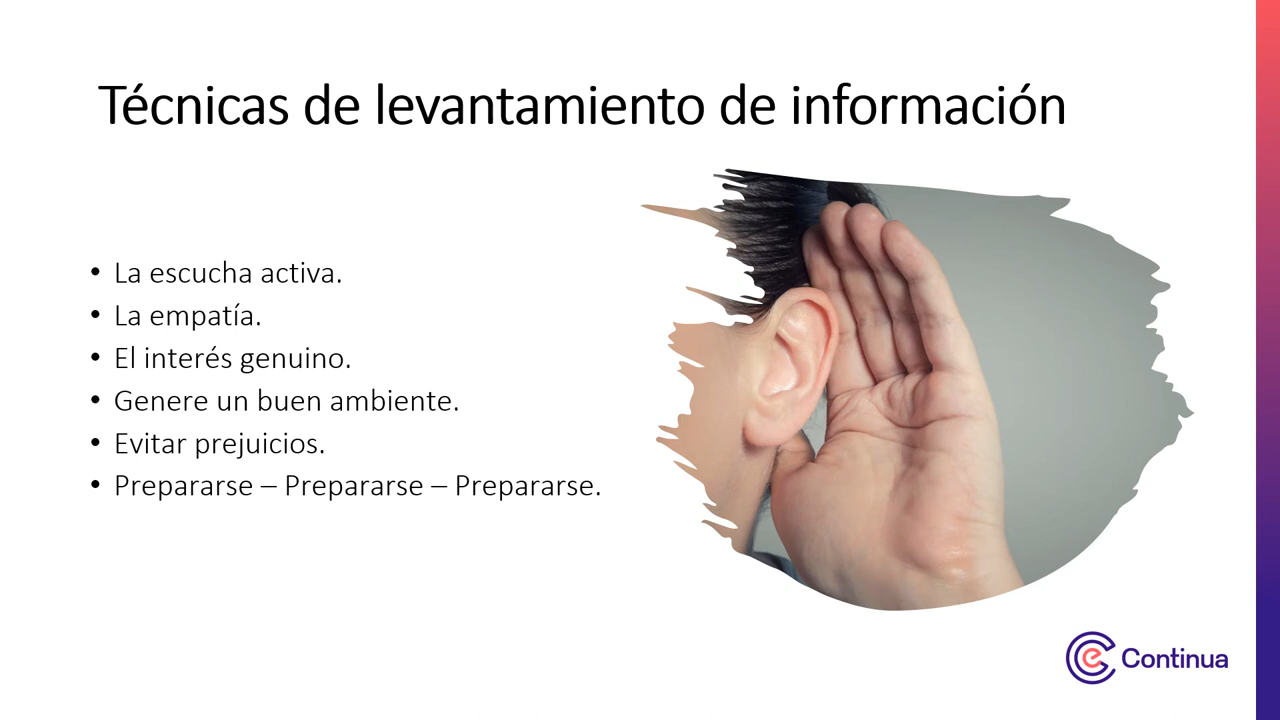 Técnicas de levantamiento de información
• La escucha activa.
• La empatía.
• El interés genuino.
• Genere un buen ambiente.
• Evitar prejuicios.
• Prepararse – Prepararse – Prepararse.
Continua